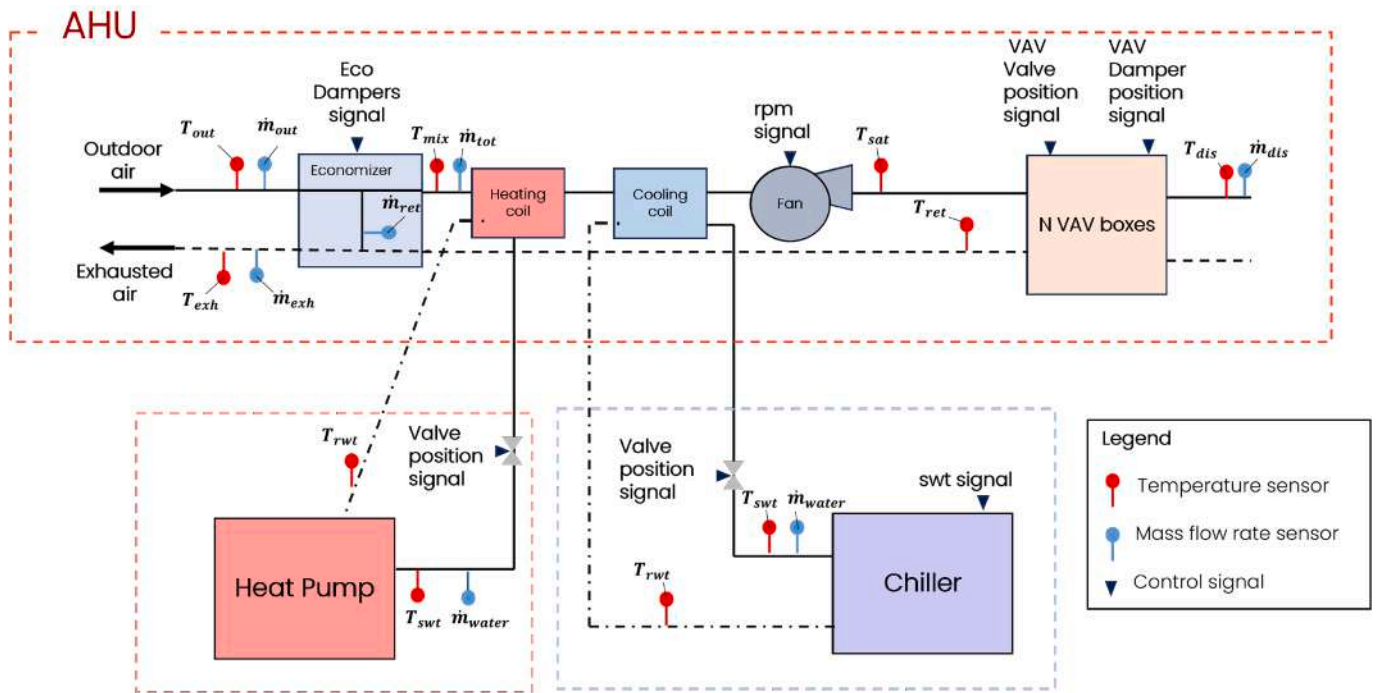 AHU
Eco
Dampers
signal
VAV
Valve
position
signal
VAV
Damper
position
signal
rpm
signal
T_out
ṁ_out
T_mix
ṁ_tot
T_sat
T_dis
ṁ_dis
Outdoor
air
Economizer
Heating
coil
Cooling
coil
Fan
ṁ_ret
T_ret
N VAV boxes
Exhausted
air
T_exh
ṁ_exh
T_rwt
Valve
position
signal
Valve
position
signal
swt signal
T_swt
ṁ_water
Heat Pump
T_swt
ṁ_water
T_rwt
Chiller
Legend
Temperature sensor
Mass flow rate sensor
Control signal